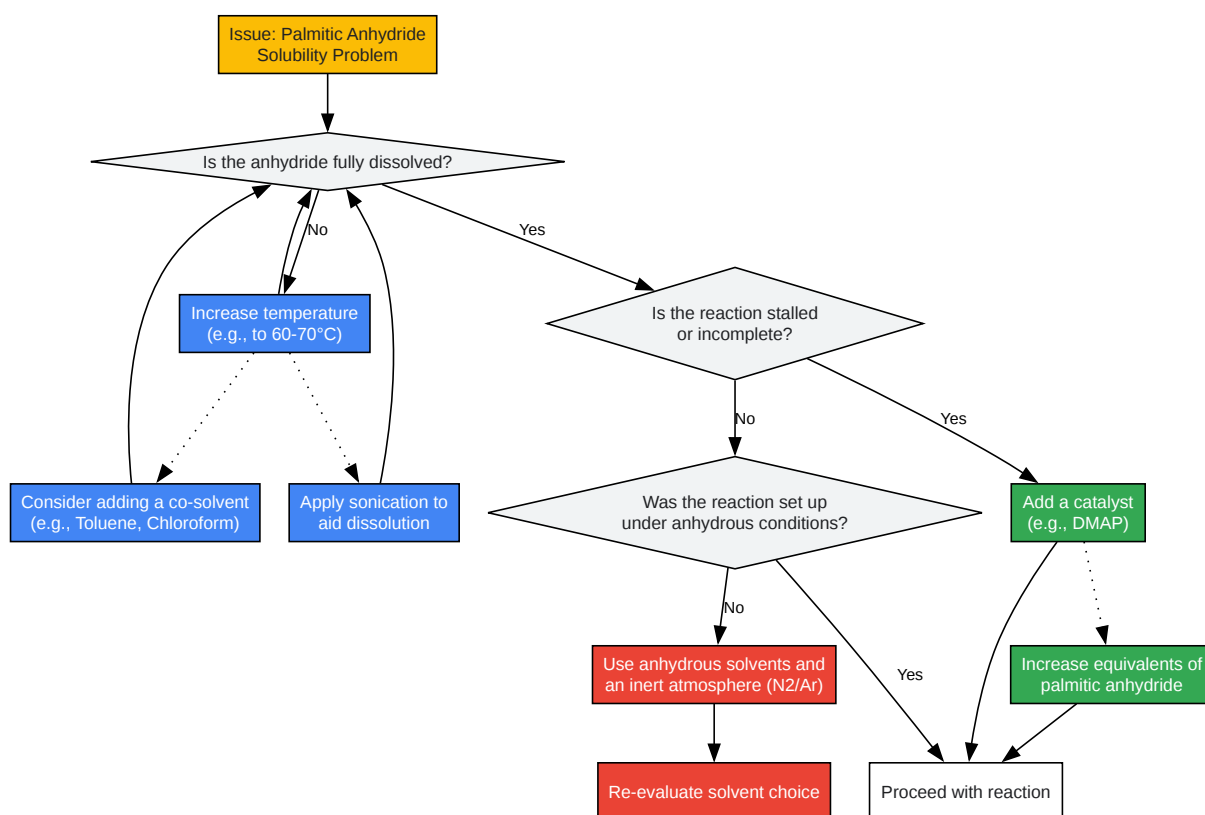 Issue: Palmitic Anhydride
Solubility Problem
Is the anhydride fully dissolved?
No
Yes
Increase temperature
(e.g., to 60-70°C)
Is the reaction stalled
or incomplete?
No
Yes
Consider adding a co-solvent
(e.g., Toluene, Chloroform)
Apply sonication to
aid dissolution
Was the reaction set up
under anhydrous conditions?
Add a catalyst
(e.g., DMAP)
No
Yes
Use anhydrous solvents and
an inert atmosphere (N2/Ar)
Increase equivalents of
palmitic anhydride
Re-evaluate solvent choice
Proceed with reaction